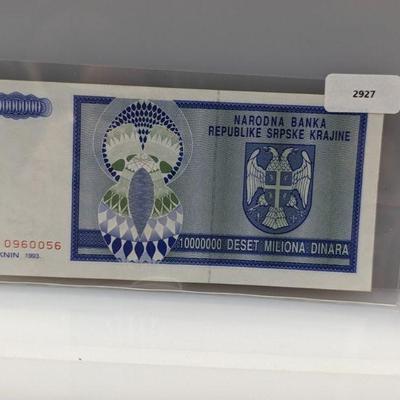 2927
NARODNA BANKA
REPUBLIKE SRPSKE KRAJINE
0960056
KNIN 1993.
10000000 DESET MILIONA DINARA